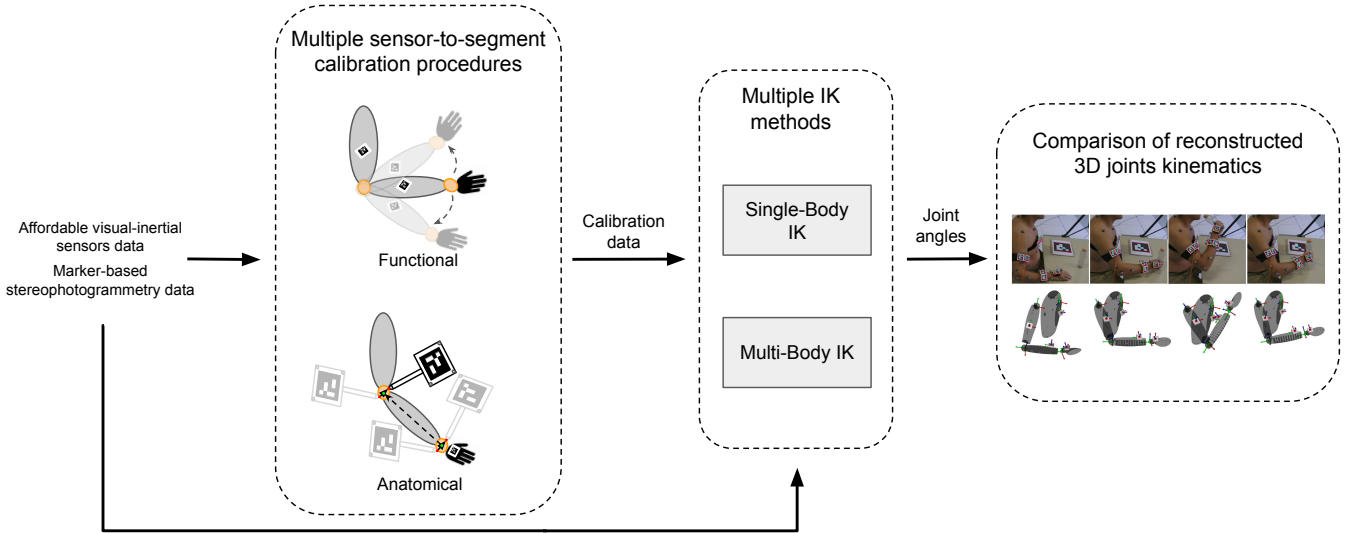 Affordable visual-inertial
sensors data
Marker-based
stereophotogrammetry data
Multiple sensor-to-segment
calibration procedures
Functional
Anatomical
Calibration
data
Multiple IK
methods
Single-Body
IK
Multi-Body IK
Joint
angles
Comparison of reconstructed
3D joints kinematics